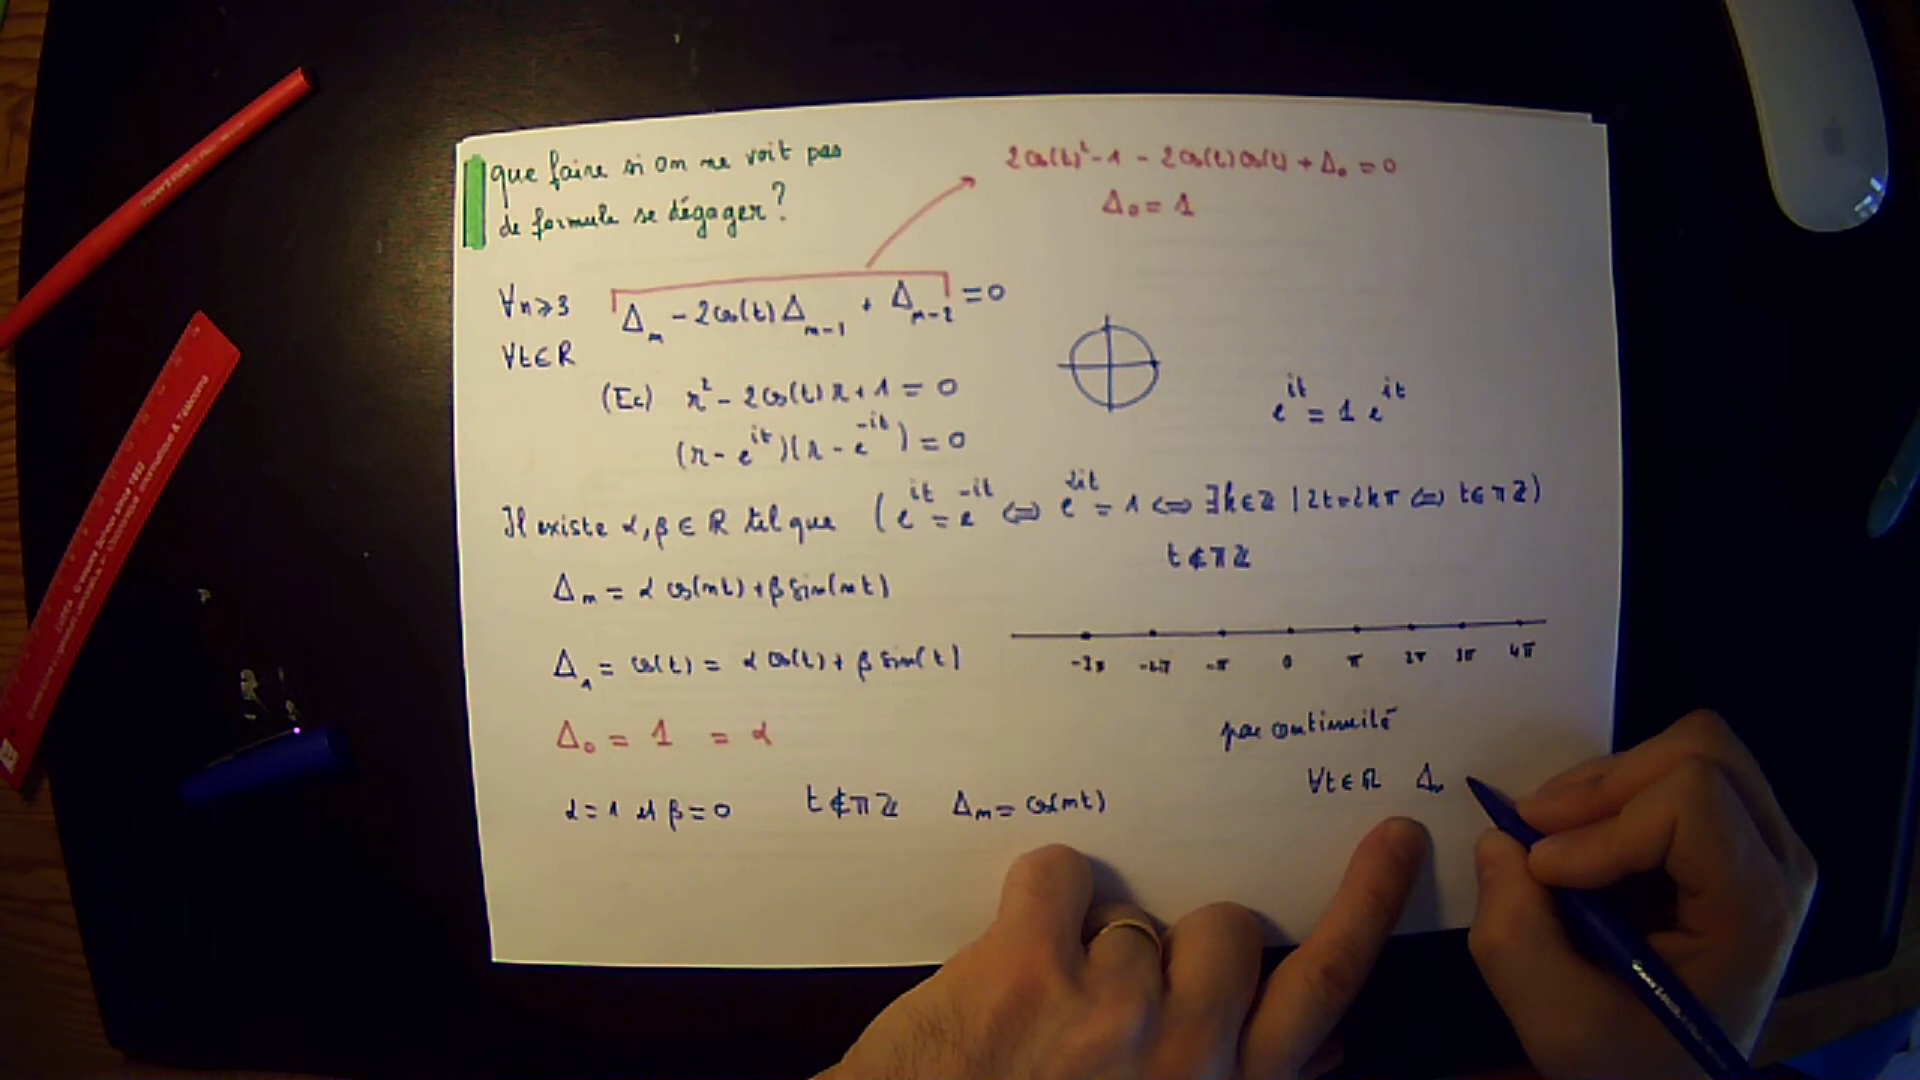 que faire si on ne voit pas
de formule se dégager?
2cos(t)² - 1 - 2cos(t)cos(t) + Δ₀ = 0
Δ₀ = 1
∀n⩾3 Δₙ - 2cos(t)Δₙ₋₁ + Δₙ₋₂ = 0
∀t∈R
(Ec) r² - 2cos(t)r + 1 = 0
(r - e^{it})(r - e^{-it}) = 0
e^{it} = 1 e^{it}
Il existe α, β ∈ R tel que (e^{it} = e^{-it} ⟺ e^{2it} = 1 ⟺ ∃k∈Z | 2t=2kπ ⟺ t∈πZ)
t∉πZ
Δₙ = α cos(nt) + β sin(nt)
Δ₁ = cos(t) = α cos(t) + β sin(t)
-3π -2π -π 0 π 2π 3π 4π
Δ₀ = 1 = α
par continuité
∀t∈R Δₙ
α = 1 et β = 0 t∉πZ Δₙ = cos(nt)